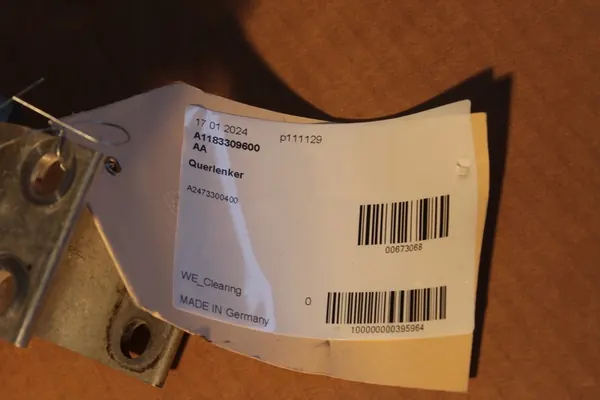 17.01.2024 p111129
A1183309600
AA
Querlenker
A2473300400
00673068
WE_Clearing
0
MADE IN Germany
100000000395964